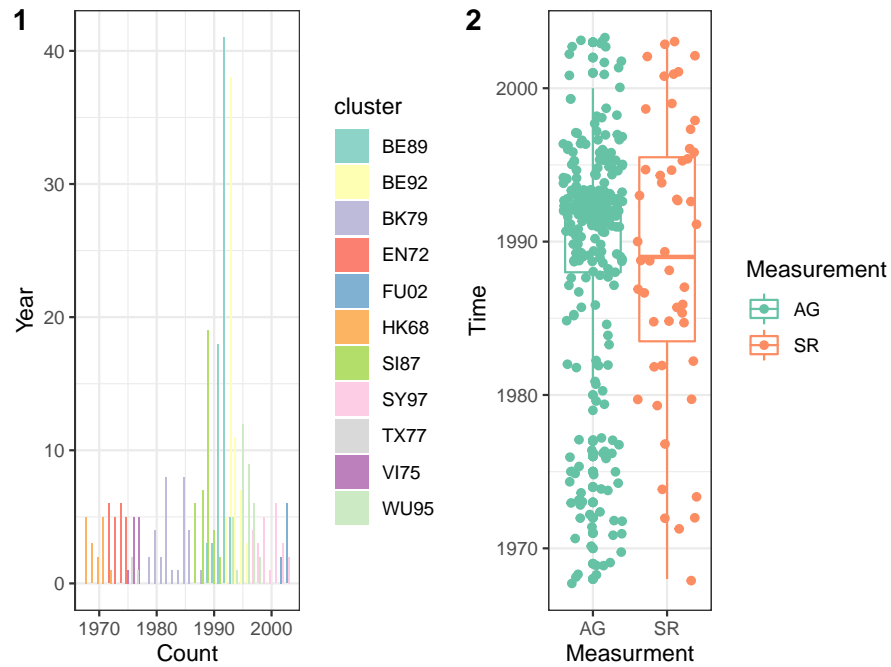 1
40
30
20
10
0
Year
1970
1980
1990
2000
Count
cluster
BE89
BE92
BK79
EN72
FU02
HK68
SI87
SY97
TX77
VI75
WU95
2
2000
1990
1980
1970
Time
AG
SR
Measurment
Measurement
AG
SR